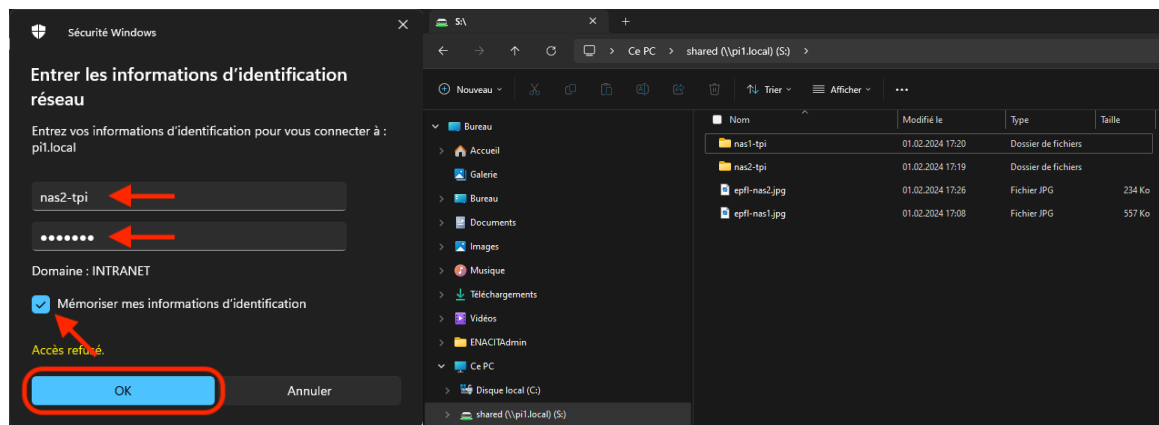 Sécurité Windows
Entrer les informations d'identification
réseau
Entrez vos informations d'identification pour vous connecter à :
pi1.local
nas2-tpi
•••••••
Domaine : INTRANET
Mémoriser mes informations d'identification
Accès refusé.
OK
Annuler
S:\
Ce PC > shared (\\pi1.local) (S:) >
Nouveau
Trier
Afficher
Bureau
Accueil
Galerie
Bureau
Documents
Images
Musique
Téléchargements
Vidéos
ENACITAdmin
Ce PC
Disque local (C:)
shared (\\pi1.local) (S:)
Nom Modifié le Type Taille
nas1-tpi 01.02.2024 17:20 Dossier de fichiers
nas2-tpi 01.02.2024 17:19 Dossier de fichiers
epfl-nas2.jpg 01.02.2024 17:26 Fichier JPG 234 Ko
epfl-nas1.jpg 01.02.2024 17:08 Fichier JPG 557 Ko